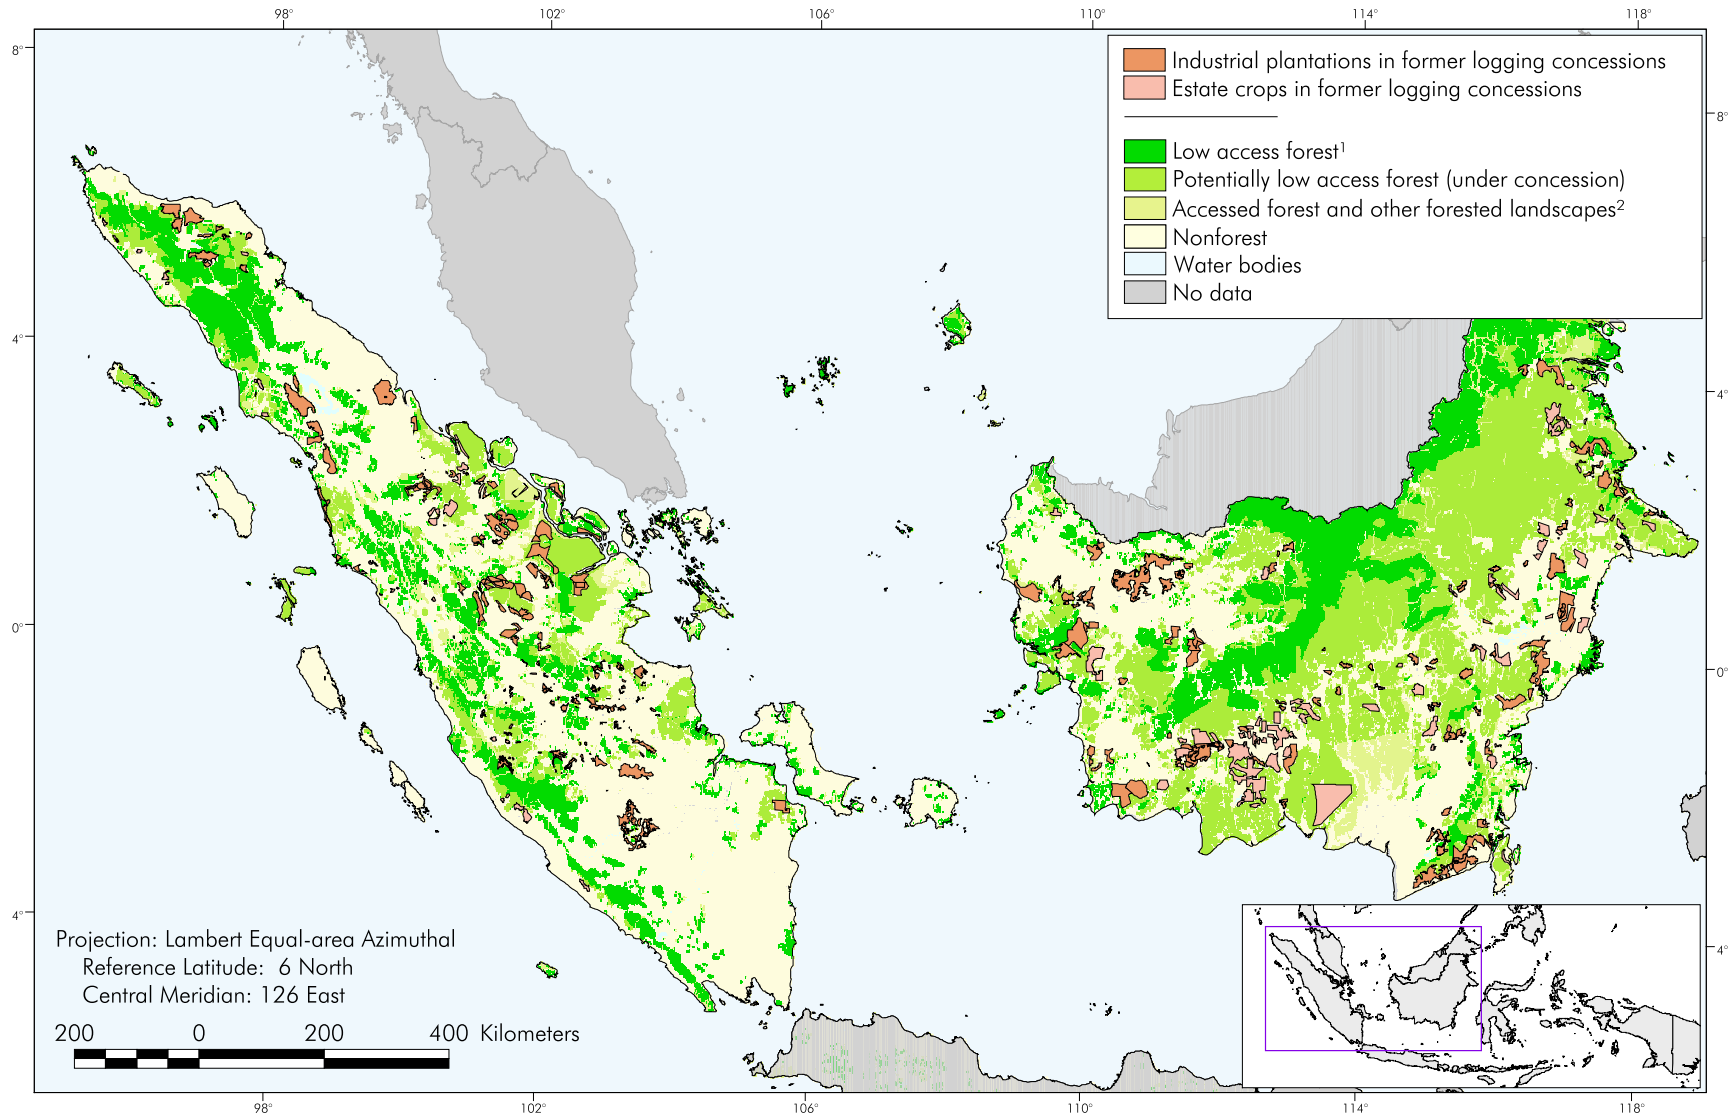 98° 102° 106° 110° 114° 118°
8°
Industrial plantations in former logging concessions
Estate crops in former logging concessions
8°
Low access forest¹
Potentially low access forest (under concession)
Accessed forest and other forested landscapes²
Nonforest
Water bodies
No data
4°
4°
0°
0°
4°
4°
Projection: Lambert Equal-area Azimuthal
Reference Latitude: 6 North
Central Meridian: 126 East
200 0 200 400 Kilometers
98° 102° 106° 110° 114° 118°